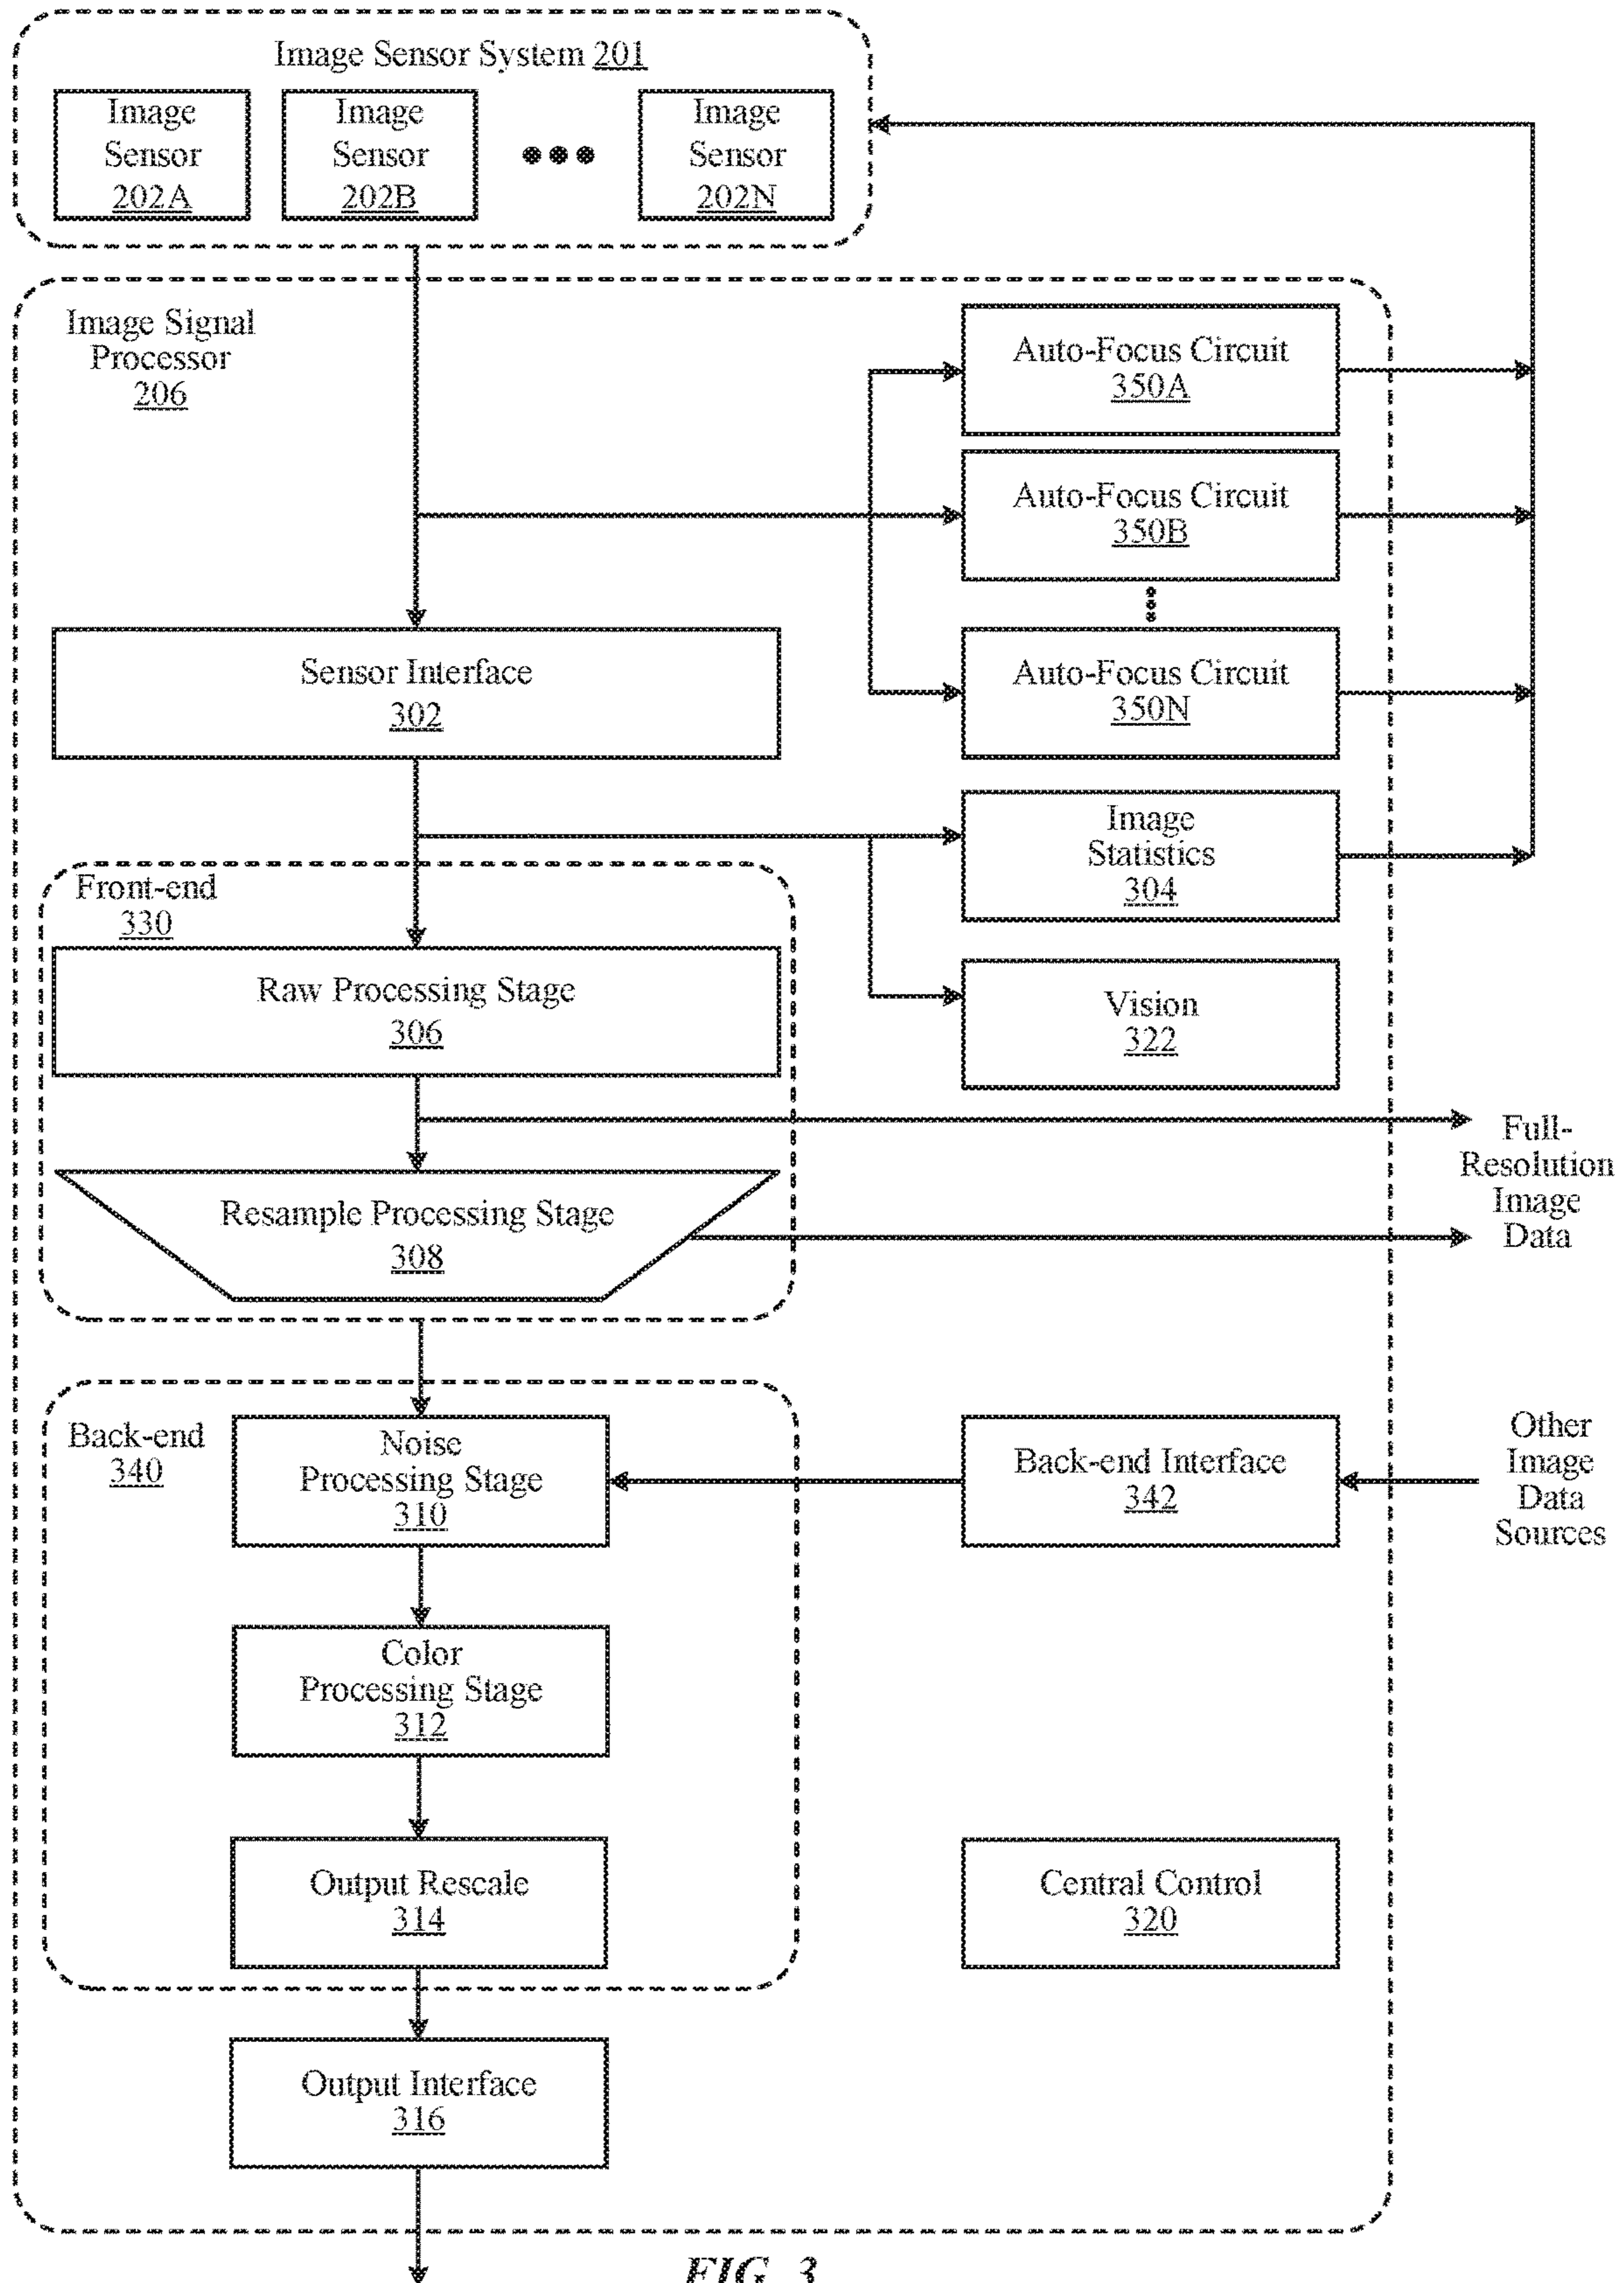 Image Sensor System 201
Image
Sensor
202A
Image
Sensor
202B
Image
Sensor
202N
Image Signal
Processor
206
Auto-Focus Circuit
350A
Auto-Focus Circuit
350B
Auto-Focus Circuit
350N
Sensor Interface
302
Image
Statistics
304
Front-end
330
Raw Processing Stage
306
Vision
322
Full-
Resolution
Image
Data
Resample Processing Stage
308
Back-end
340
Noise
Processing Stage
310
Back-end Interface
342
Other
Image
Data
Sources
Color
Processing Stage
312
Output Rescale
314
Central Control
320
Output Interface
316
FIG. 3